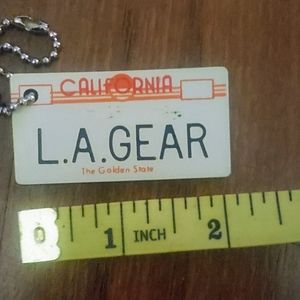 CALIFORNIA
L.A.GEAR
The Golden State
0 1 INCH 2